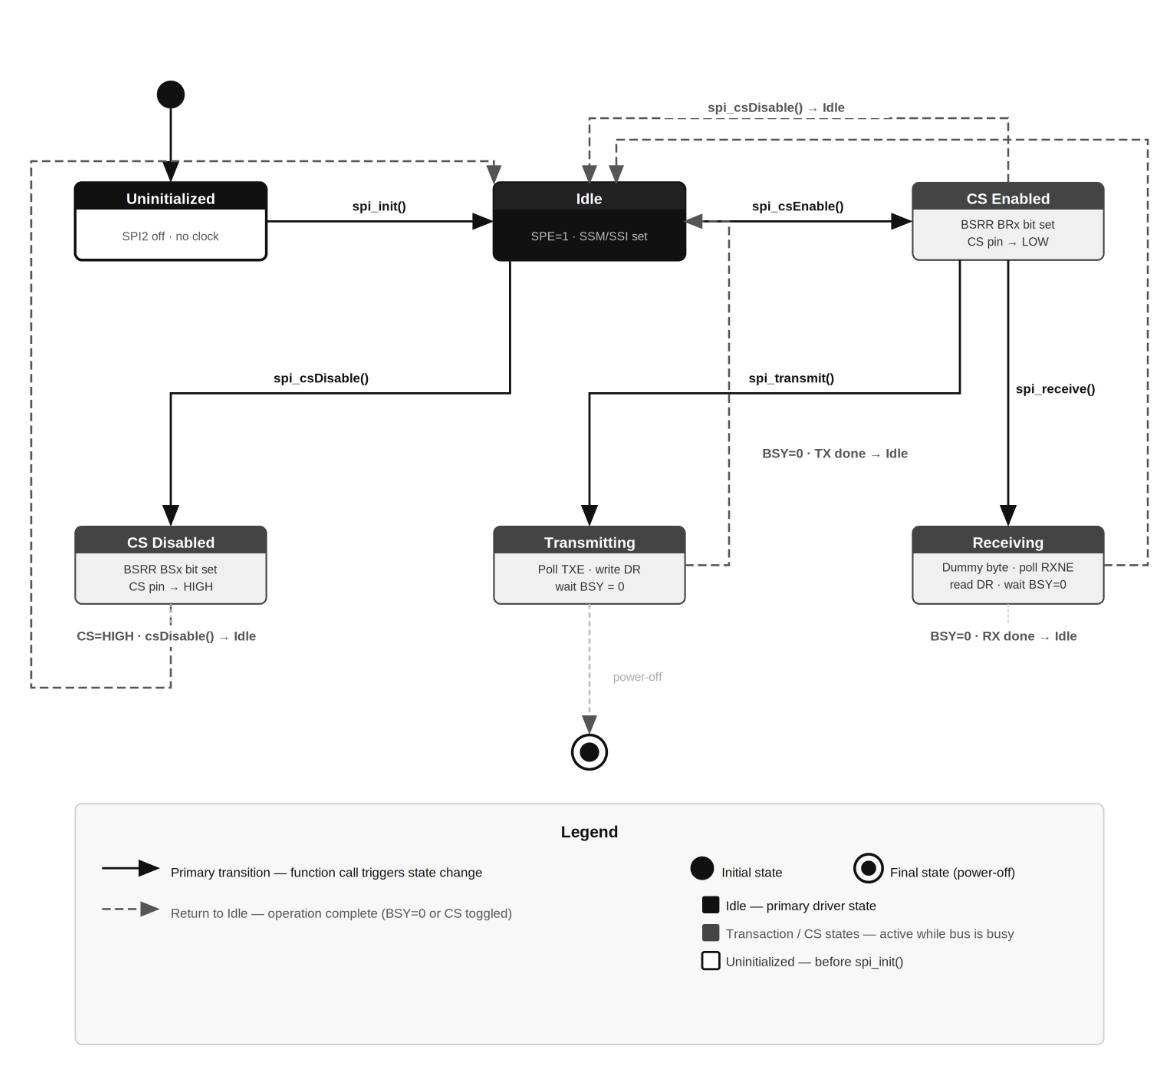 spi_csDisable() → Idle
Uninitialized
SPI2 off · no clock
spi_init()
Idle
SPE=1 · SSM/SSI set
spi_csEnable()
CS Enabled
BSRR BRx bit set
CS pin → LOW
spi_csDisable()
spi_transmit()
spi_receive()
BSY=0 · TX done → Idle
CS Disabled
BSRR BSx bit set
CS pin → HIGH
Transmitting
Poll TXE · write DR
wait BSY = 0
Receiving
Dummy byte · poll RXNE
read DR · wait BSY=0
CS=HIGH · csDisable() → Idle
BSY=0 · RX done → Idle
power-off
Legend
Primary transition — function call triggers state change
Return to Idle — operation complete (BSY=0 or CS toggled)
Initial state
Final state (power-off)
Idle — primary driver state
Transaction / CS states — active while bus is busy
Uninitialized — before spi_init()